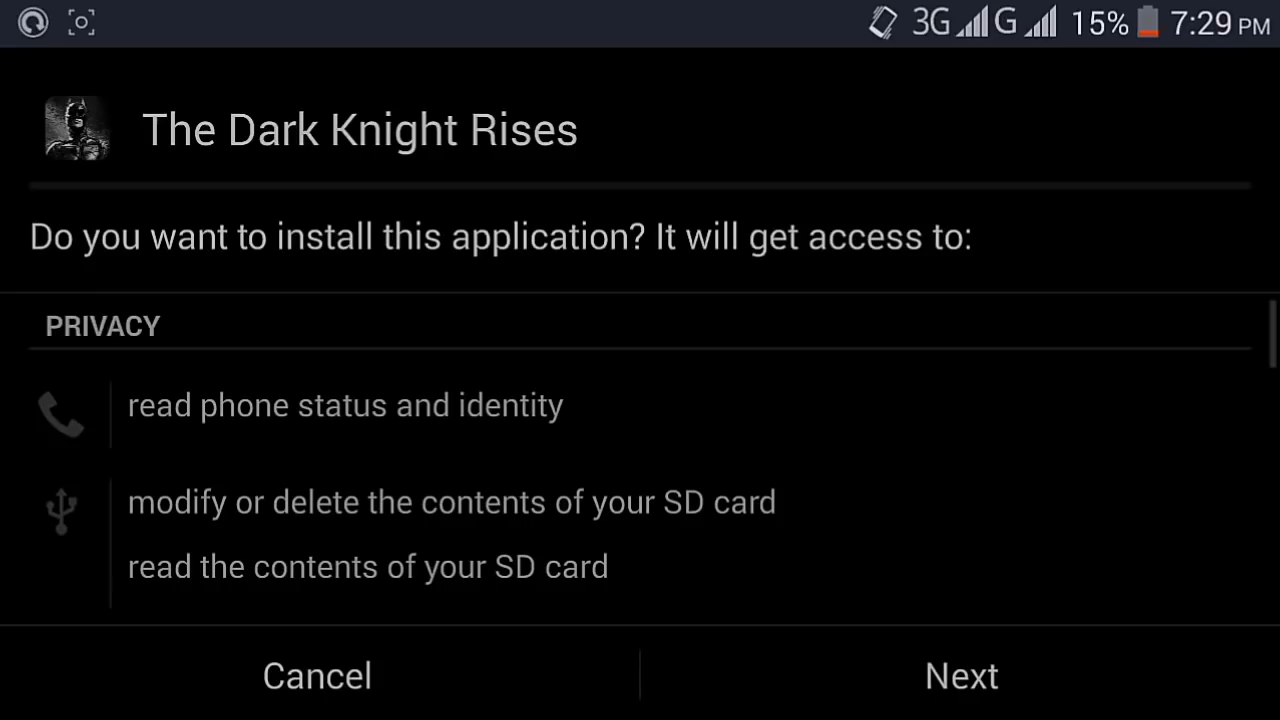 3G G 15% 7:29 PM
The Dark Knight Rises
Do you want to install this application? It will get access to:
PRIVACY
read phone status and identity
modify or delete the contents of your SD card
read the contents of your SD card
Cancel Next